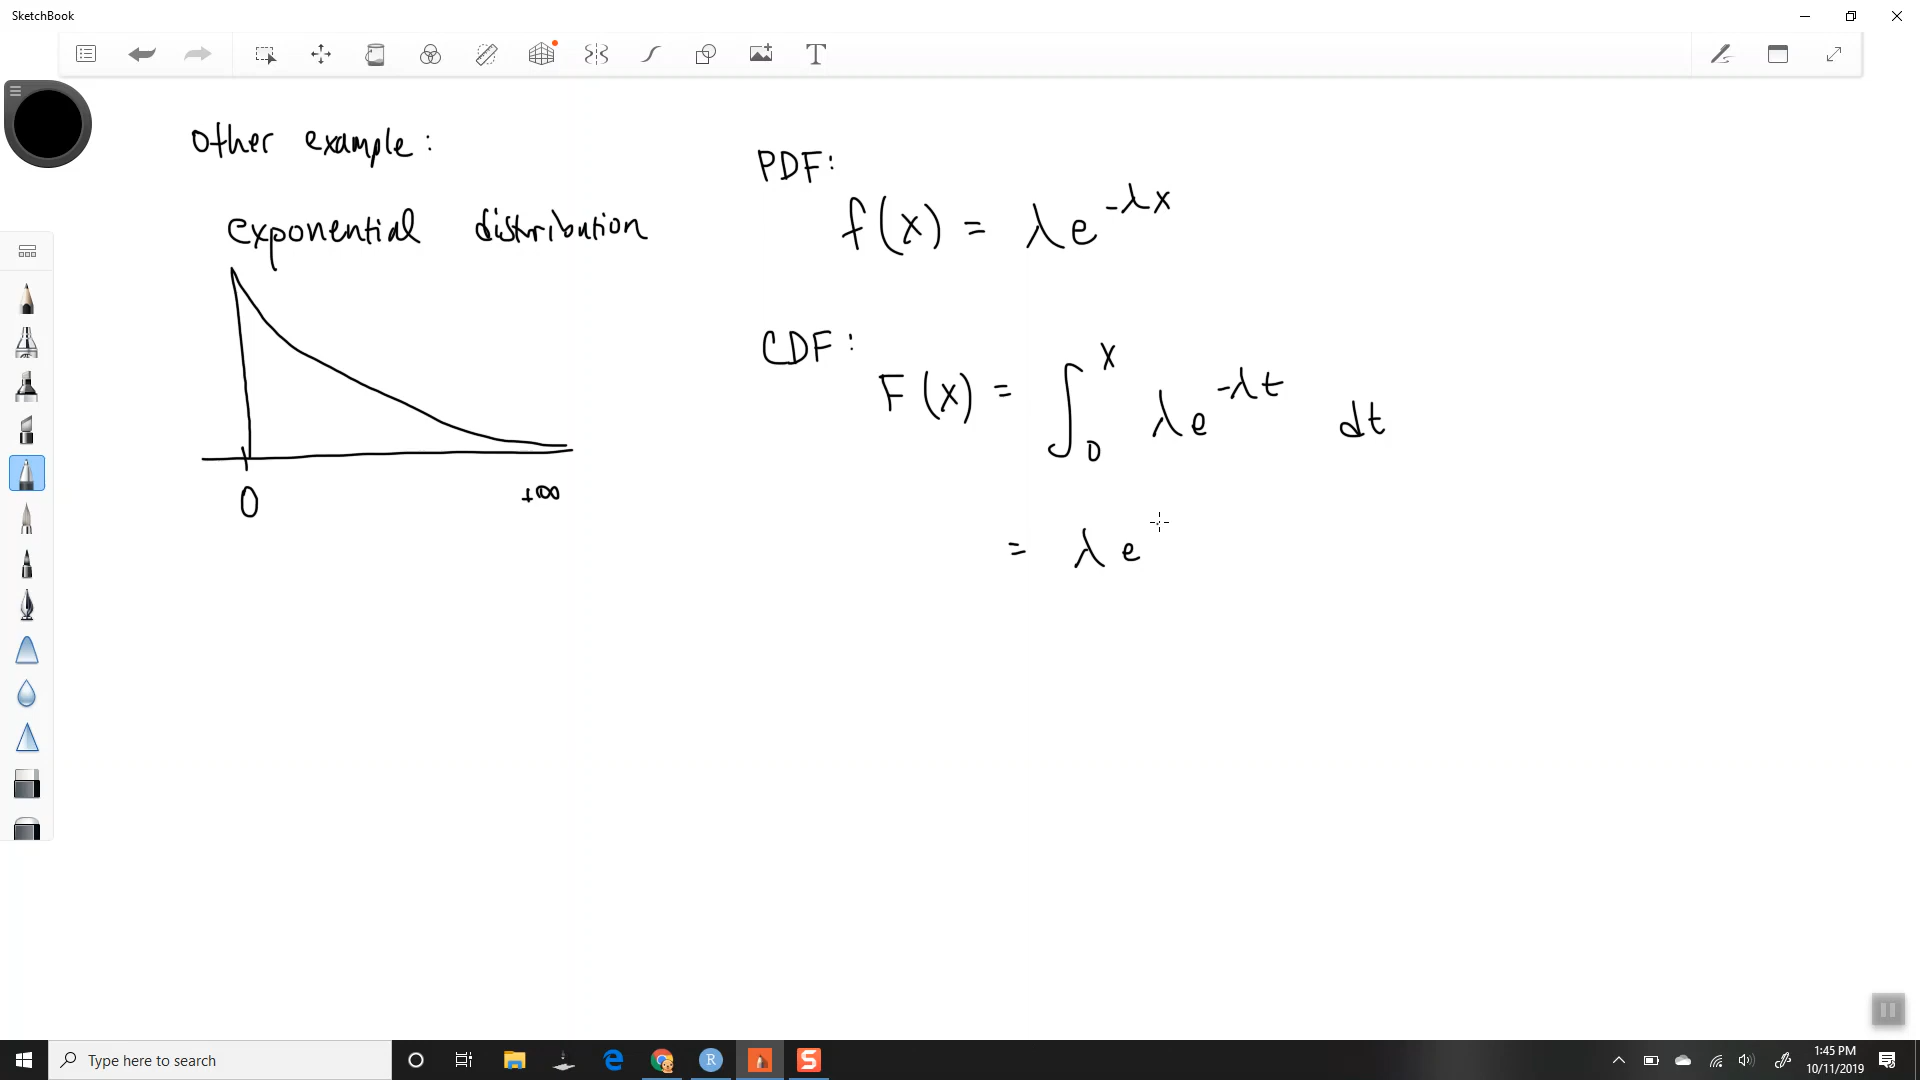 SketchBook
other example:
exponential distribution
0 +∞
PDF:
f(x) = λe^{-λx}
CDF:
F(x) = ∫_0^x λe^{-λt} dt
= λe
Type here to search
1:45 PM
10/11/2019